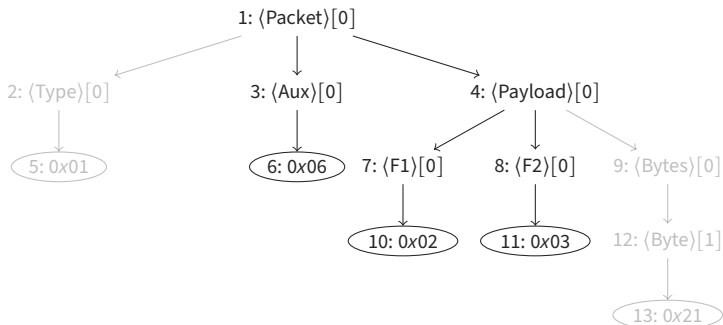 1: ⟨Packet⟩[0]
2: ⟨Type⟩[0] 3: ⟨Aux⟩[0] 4: ⟨Payload⟩[0]
5: 0x01 6: 0x06 7: ⟨F1⟩[0] 8: ⟨F2⟩[0] 9: ⟨Bytes⟩[0]
10: 0x02 11: 0x03 12: ⟨Byte⟩[1]
13: 0x21